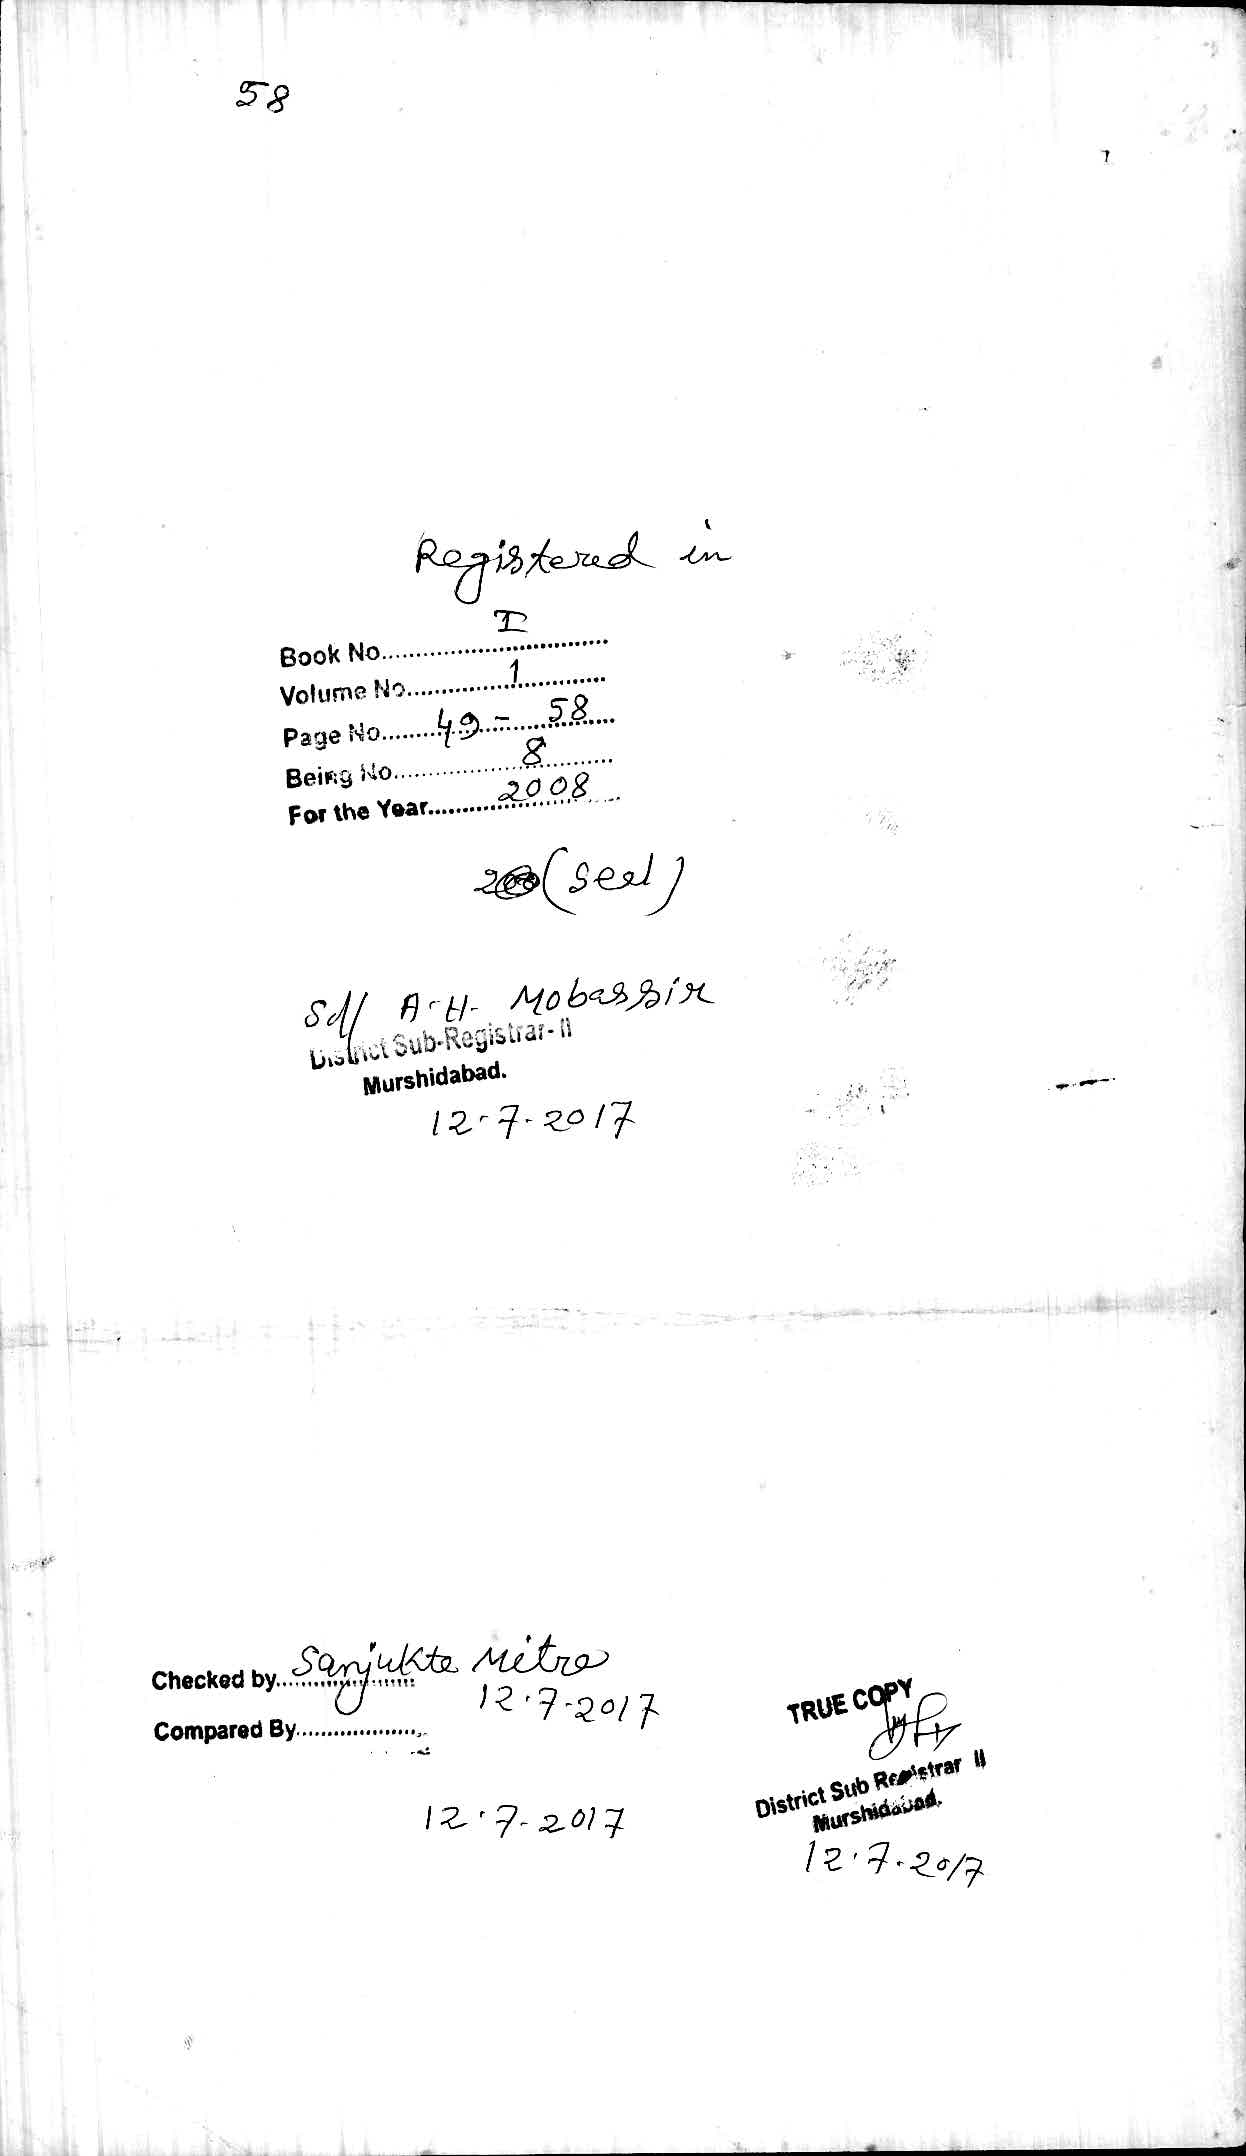 58
Registered in
Book No. I
Volume No. 1
Page No. 49 - 58
Being No. 8
For the Year. 2008
(Seal)
Sd/ A.H. Mobassir
District Sub-Registrar-II
Murshidabad.
12.7.2017
Checked by. Sanjukta Mitra
12.7.2017
Compared By.
12.7.2017
TRUE COPY
District Sub Registrar II
Murshidabad.
12.7.2017